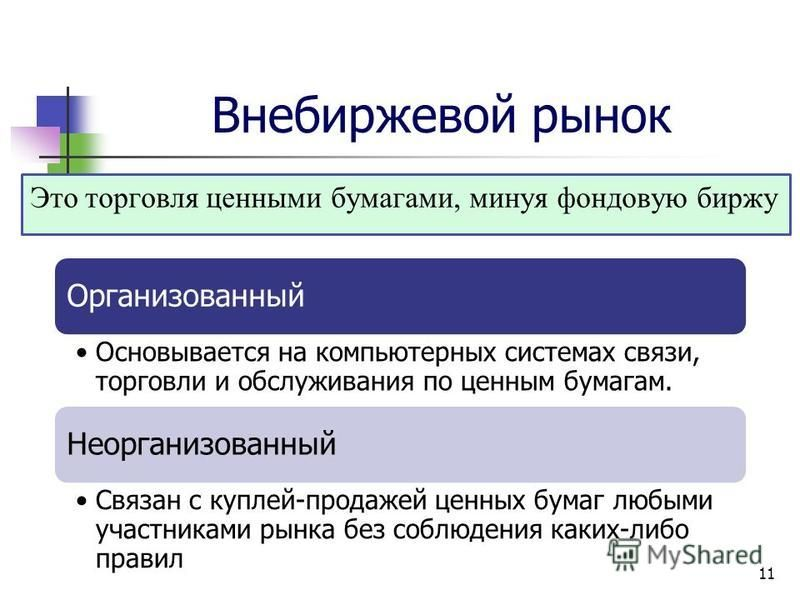 Внебиржевой рынок
Это торговля ценными бумагами, минуя фондовую биржу
Организованный
• Основывается на компьютерных системах связи,
торговли и обслуживания по ценным бумагам.
Неорганизованный
• Связан с куплей-продажей ценных бумаг любыми
участниками рынка без соблюдения каких-либо
правил
MyShared
11